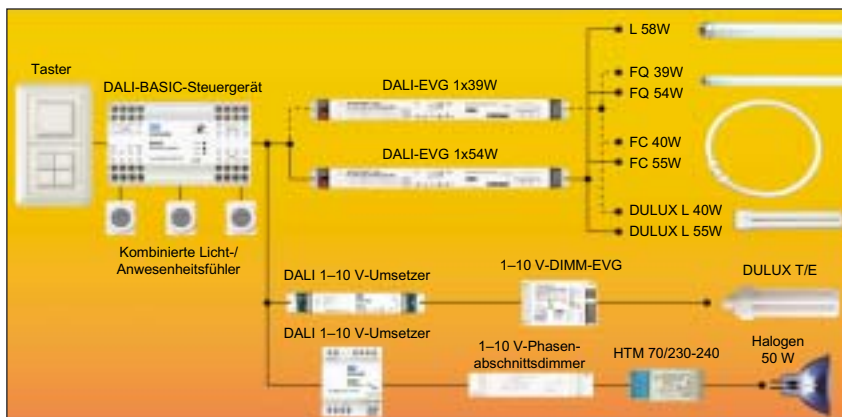 Taster
DALI-BASIC-Steuergerät
Kombinierte Licht-/
Anwesenheitsfühler
DALI-EVG 1x39W
DALI-EVG 1x54W
L 58W
FQ 39W
FQ 54W
FC 40W
FC 55W
DULUX L 40W
DULUX L 55W
DALI 1–10 V-Umsetzer
1–10 V-DIMM-EVG
DULUX T/E
DALI 1–10 V-Umsetzer
1–10 V-Phasen-
abschnittsdimmer
HTM 70/230-240
Halogen
50 W